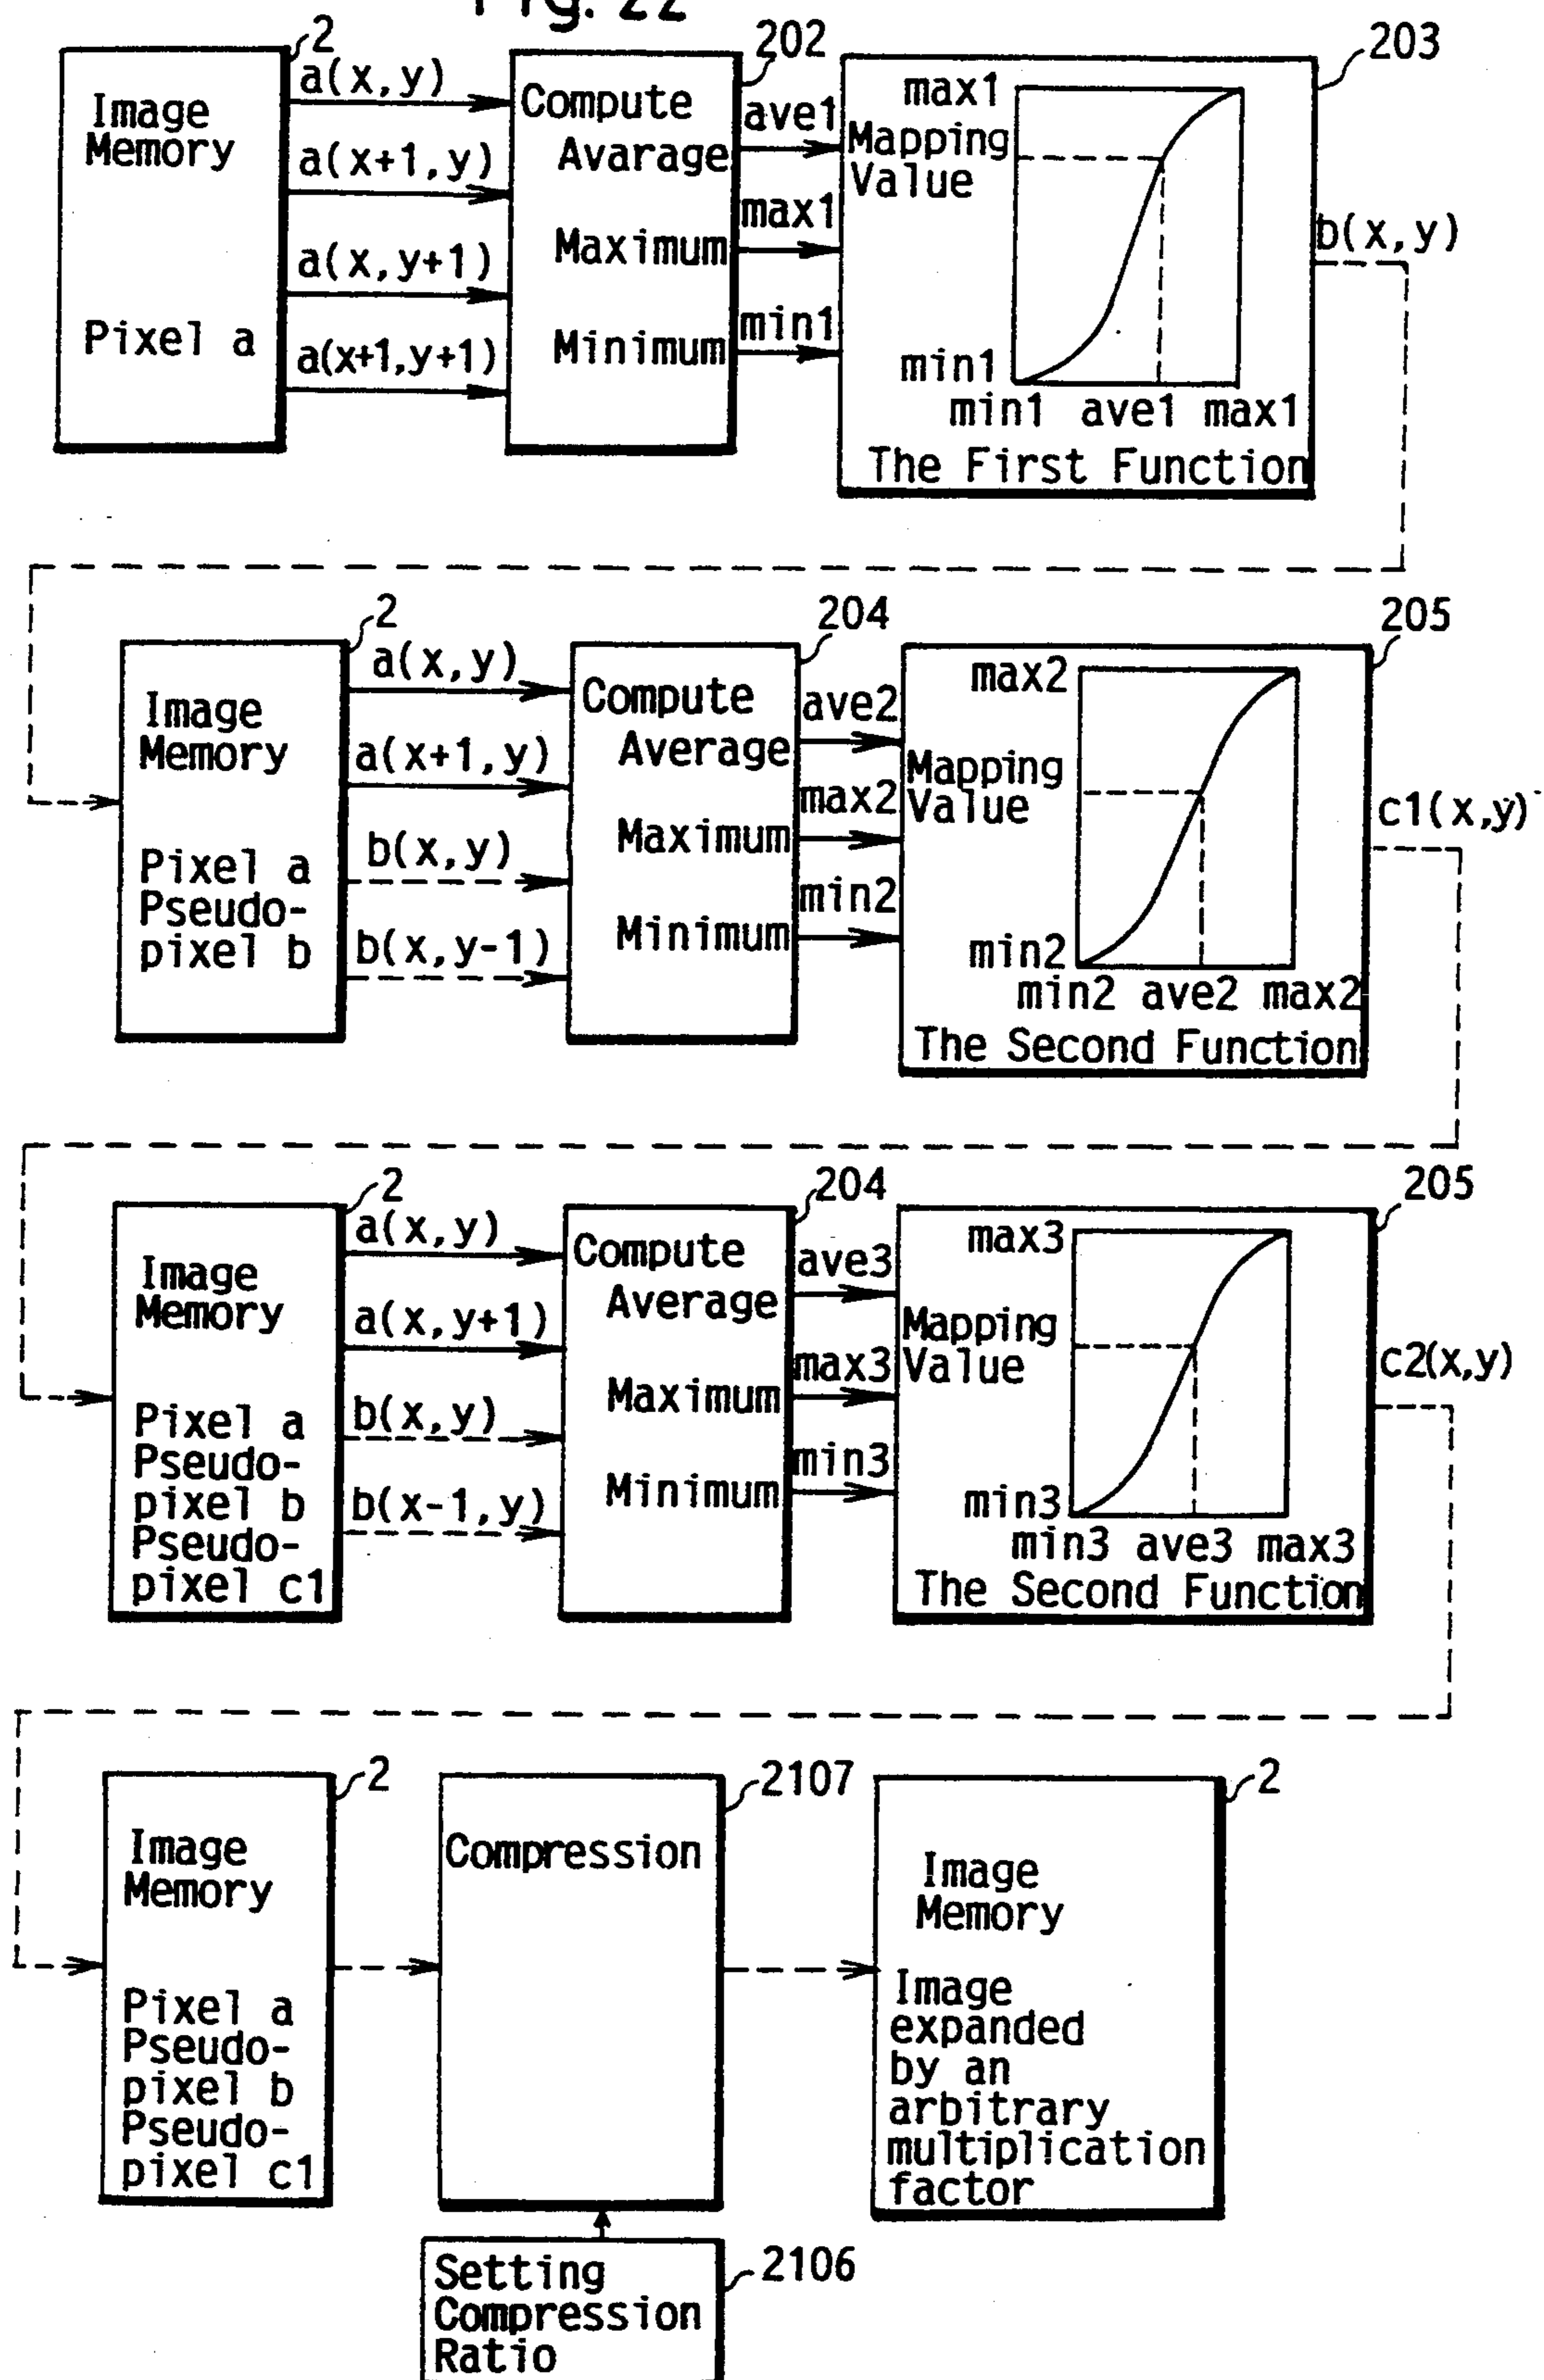 Fig. 22
2
Image
Memory
Pixel a
a(x,y)
a(x+1,y)
a(x,y+1)
a(x+1,y+1)
202
Compute
Avarage
Maximum
Minimum
ave1
max1
min1
203
max1
Mapping
Value
min1
min1 ave1 max1
The First Function
b(x,y)
2
Image
Memory
Pixel a
Pseudo-
pixel b
a(x,y)
a(x+1,y)
b(x,y)
b(x,y-1)
204
Compute
Average
Maximum
Minimum
ave2
max2
min2
205
max2
Mapping
Value
min2
min2 ave2 max2
The Second Function
c1(x,y)
2
Image
Memory
Pixel a
Pseudo-
pixel b
Pseudo-
pixel c1
a(x,y)
a(x,y+1)
b(x,y)
b(x-1,y)
204
Compute
Average
Maximum
Minimum
ave3
max3
min3
205
max3
Mapping
Value
min3
min3 ave3 max3
The Second Function
c2(x,y)
2
Image
Memory
Pixel a
Pseudo-
pixel b
Pseudo-
pixel c1
2107
Compression
2
Image
Memory
Image
expanded
by an
arbitrary
multiplication
factor
2106
Setting
Compression
Ratio